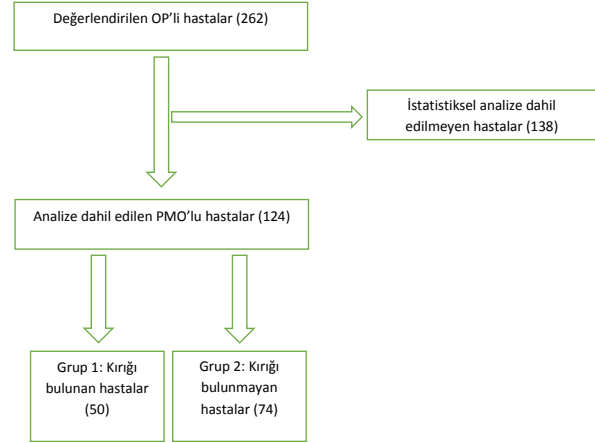 Değerlendirilen OP’li hastalar (262)
İstatistiksel analize dahil
edilmeyen hastalar (138)
Analize dahil edilen PMO’lu hastalar (124)
Grup 1: Kırığı
bulunan hastalar
(50)
Grup 2: Kırığı
bulunmayan
hastalar (74)